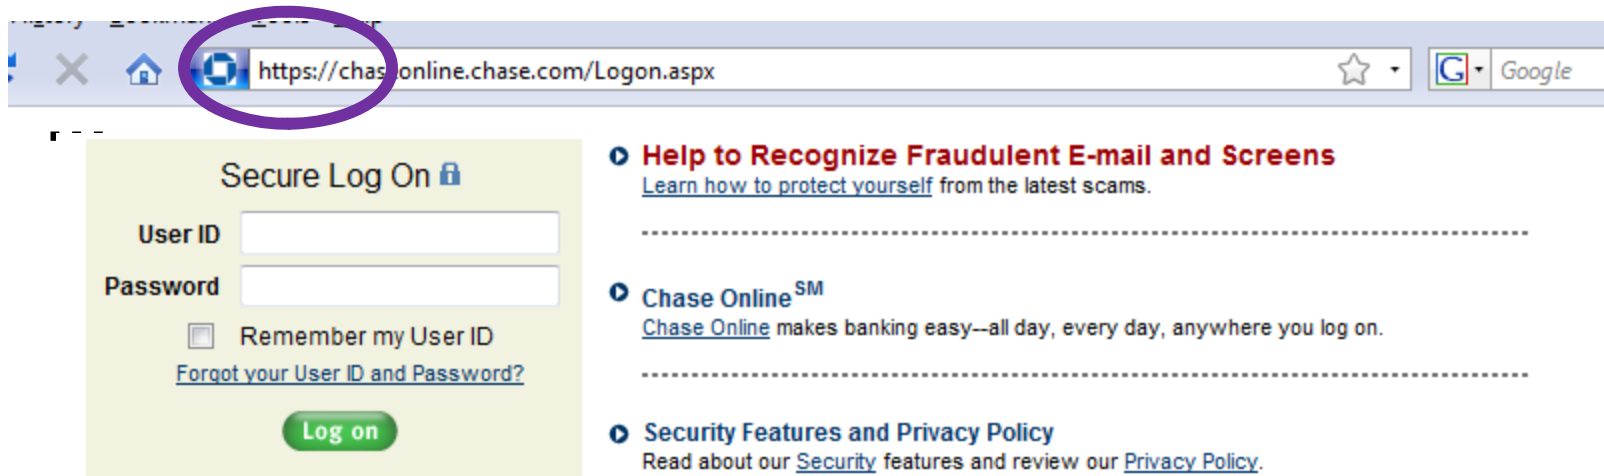 https://chaseonline.chase.com/Logon.aspx
G
Google
Secure Log On
User ID
Password
Remember my User ID
Forgot your User ID and Password?
Log on
Help to Recognize Fraudulent E-mail and Screens
Learn how to protect yourself from the latest scams.
Chase Online SM
Chase Online makes banking easy--all day, every day, anywhere you log on.
Security Features and Privacy Policy
Read about our Security features and review our Privacy Policy.